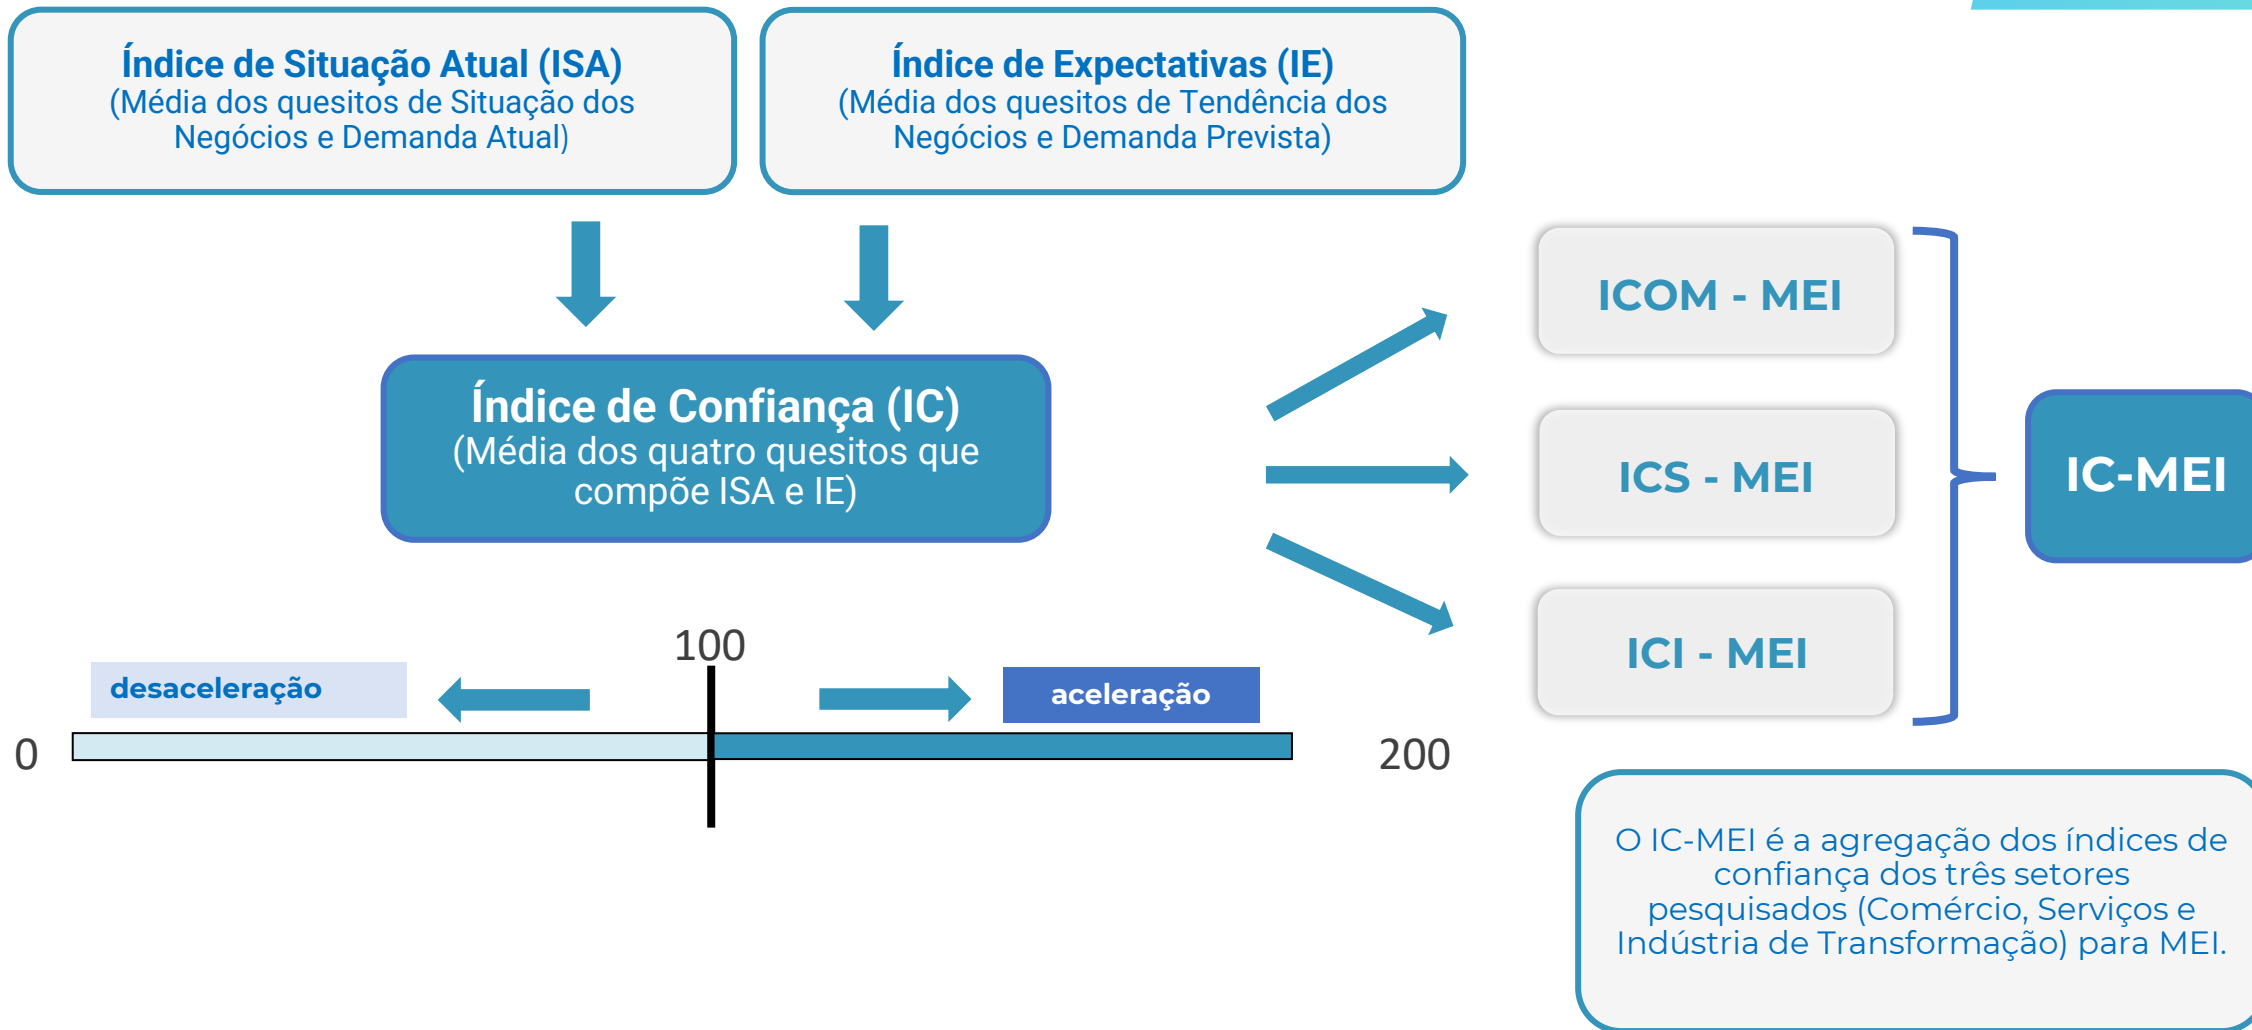 Índice de Situação Atual (ISA)
(Média dos quesitos de Situação dos
Negócios e Demanda Atual)
Índice de Expectativas (IE)
(Média dos quesitos de Tendência dos
Negócios e Demanda Prevista)
Índice de Confiança (IC)
(Média dos quatro quesitos que
compõe ISA e IE)
ICOM - MEI
ICS - MEI
ICI - MEI
IC-MEI
100
desaceleração
aceleração
0
200
O IC-MEI é a agregação dos índices de
confiança dos três setores
pesquisados (Comércio, Serviços e
Indústria de Transformação) para MEI.